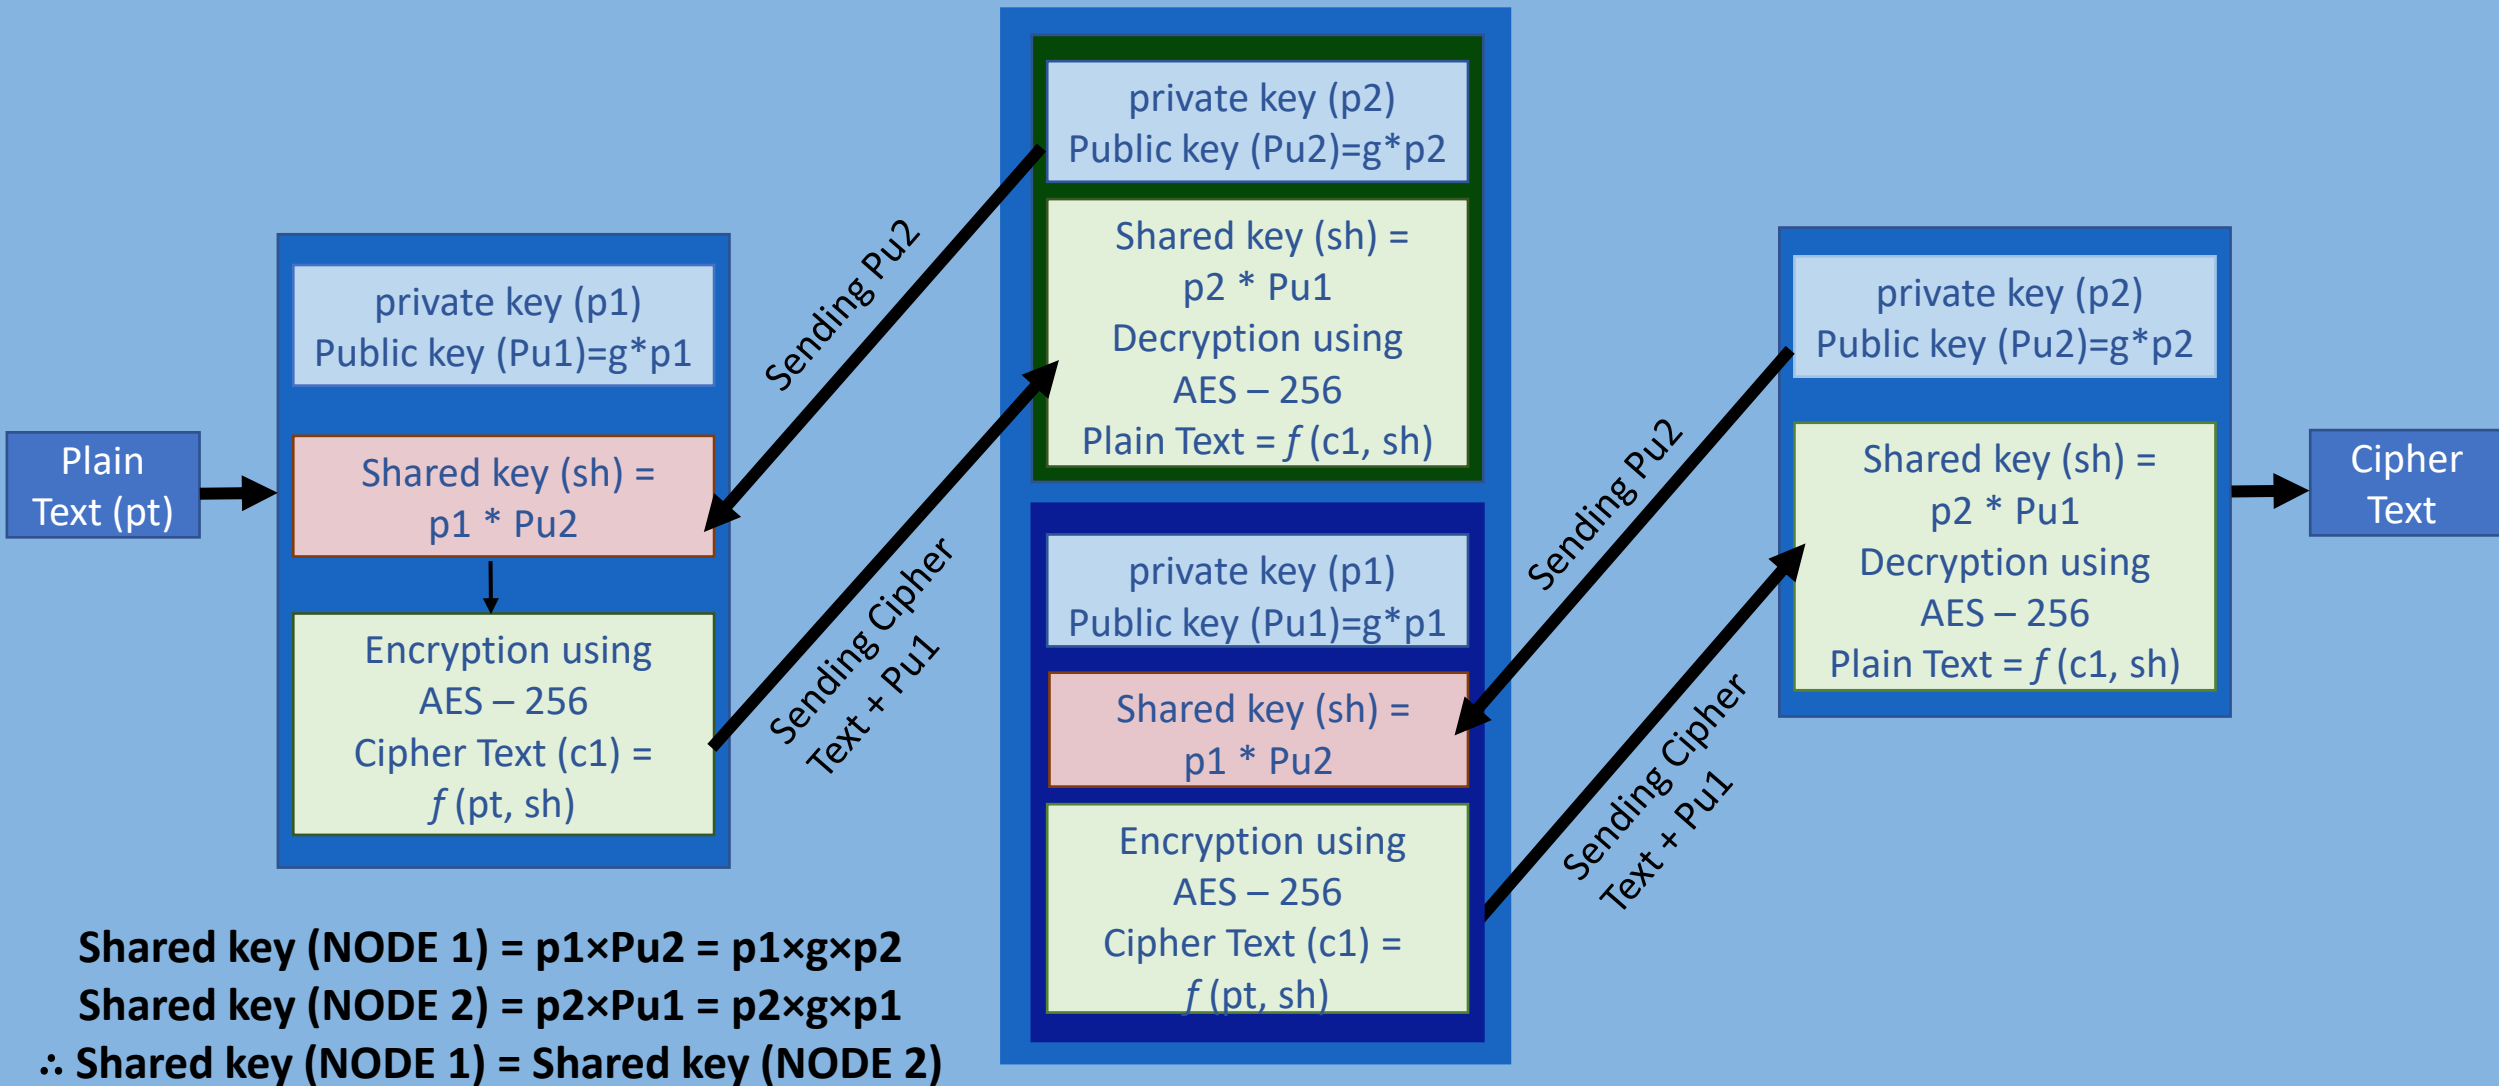 Plain
Text (pt)
private key (p1)
Public key (Pu1)=g*p1
Shared key (sh) =
p1 * Pu2
Encryption using
AES – 256
Cipher Text (c1) =
f (pt, sh)
Sending Pu2
Sending Cipher
Text + Pu1
private key (p2)
Public key (Pu2)=g*p2
Shared key (sh) =
p2 * Pu1
Decryption using
AES – 256
Plain Text = f (c1, sh)
private key (p1)
Public key (Pu1)=g*p1
Shared key (sh) =
p1 * Pu2
Encryption using
AES – 256
Cipher Text (c1) =
f (pt, sh)
Sending Pu2
Sending Cipher
Text + Pu1
private key (p2)
Public key (Pu2)=g*p2
Shared key (sh) =
p2 * Pu1
Decryption using
AES – 256
Plain Text = f (c1, sh)
Cipher
Text
Shared key (NODE 1) = p1×Pu2 = p1×g×p2
Shared key (NODE 2) = p2×Pu1 = p2×g×p1
∴ Shared key (NODE 1) = Shared key (NODE 2)